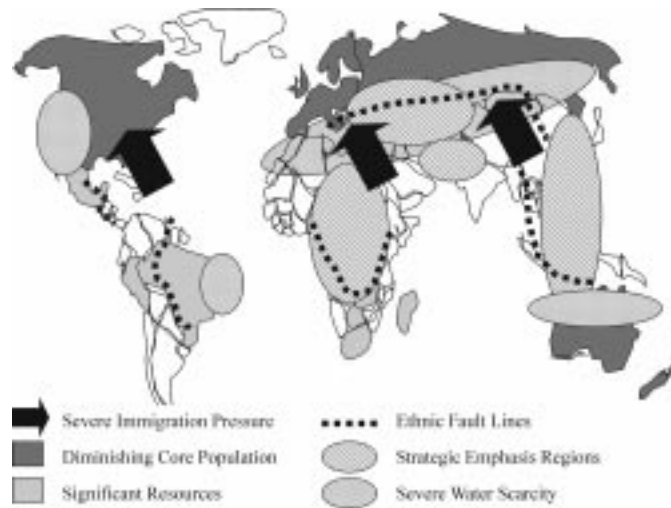 Severe Immigration Pressure
Ethnic Fault Lines
Diminishing Core Population
Strategic Emphasis Regions
Significant Resources
Severe Water Scarcity